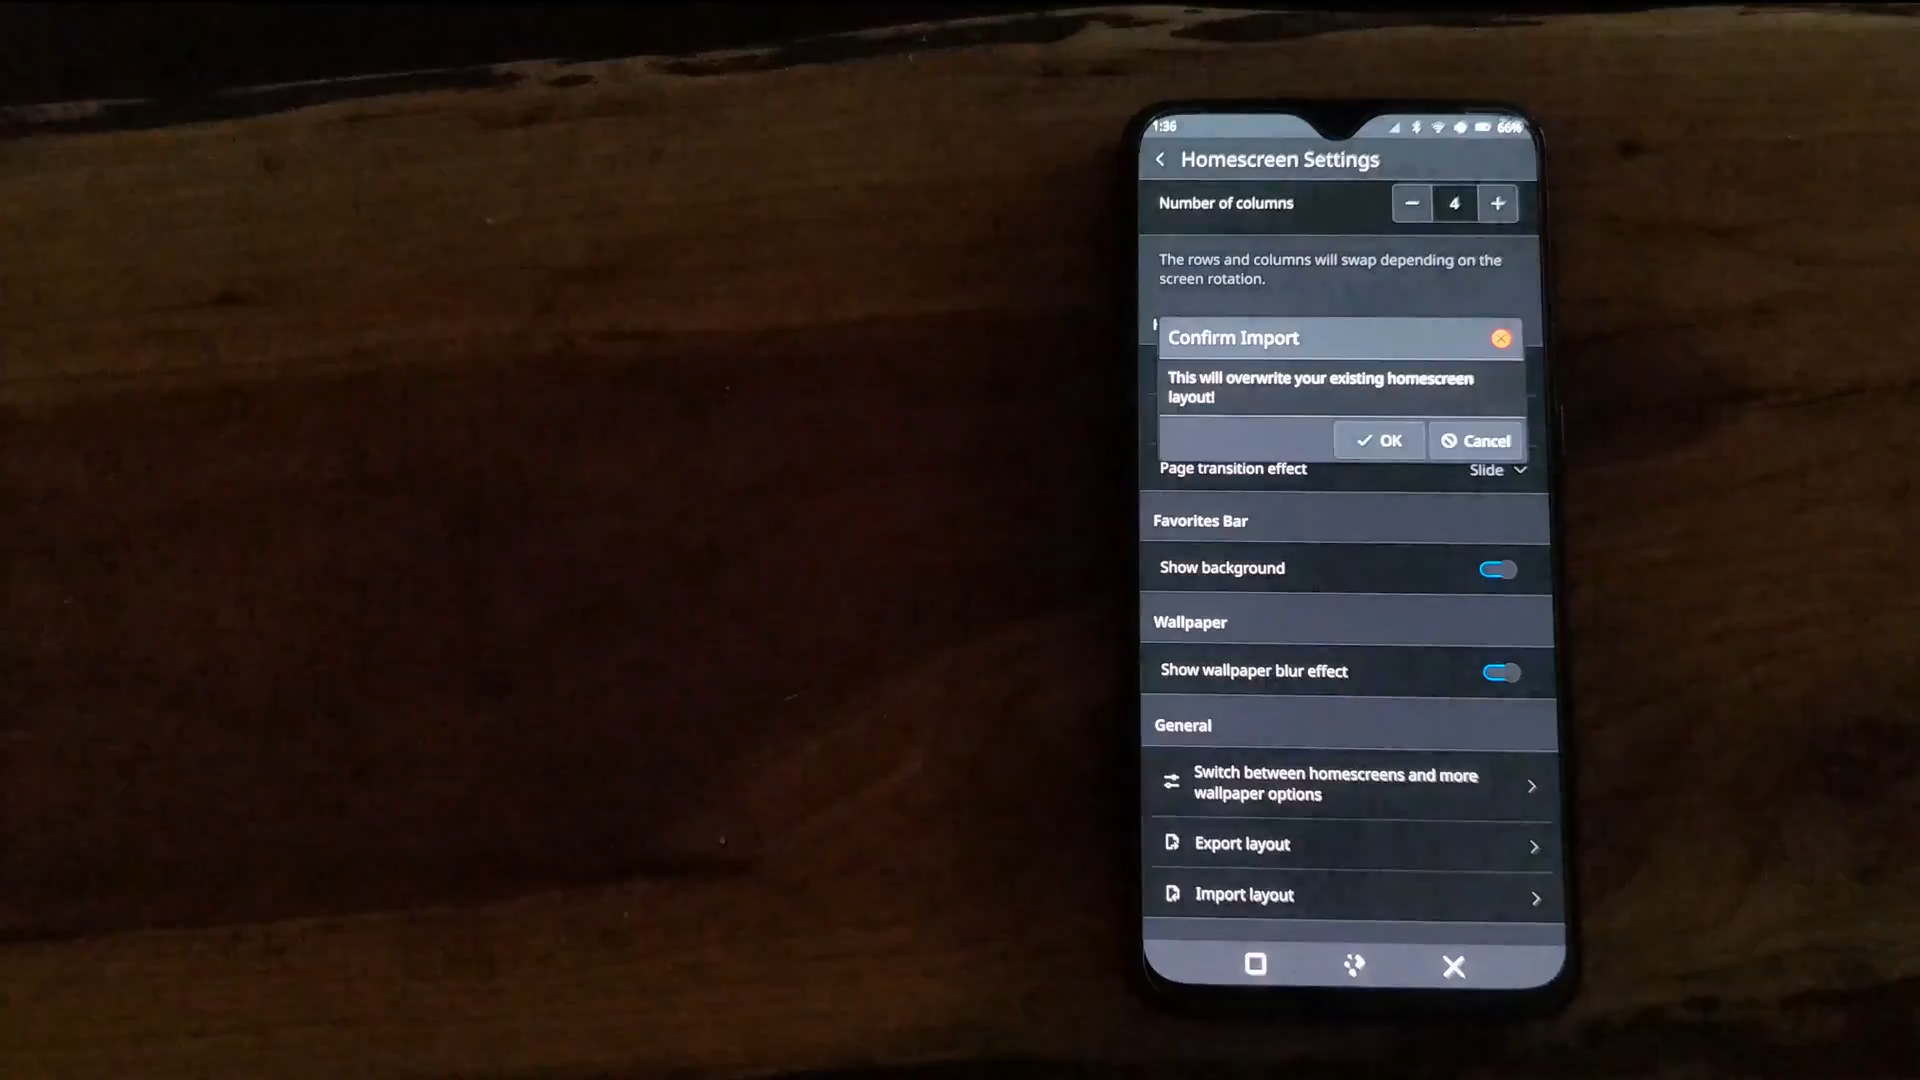 1:36
66%
Homescreen Settings
Number of columns
4
The rows and columns will swap depending on the
screen rotation.
Confirm Import
This will overwrite your existing homescreen
layout!
OK
Cancel
Page transition effect
Slide
Favorites Bar
Show background
Wallpaper
Show wallpaper blur effect
General
Switch between homescreens and more
wallpaper options
Export layout
Import layout